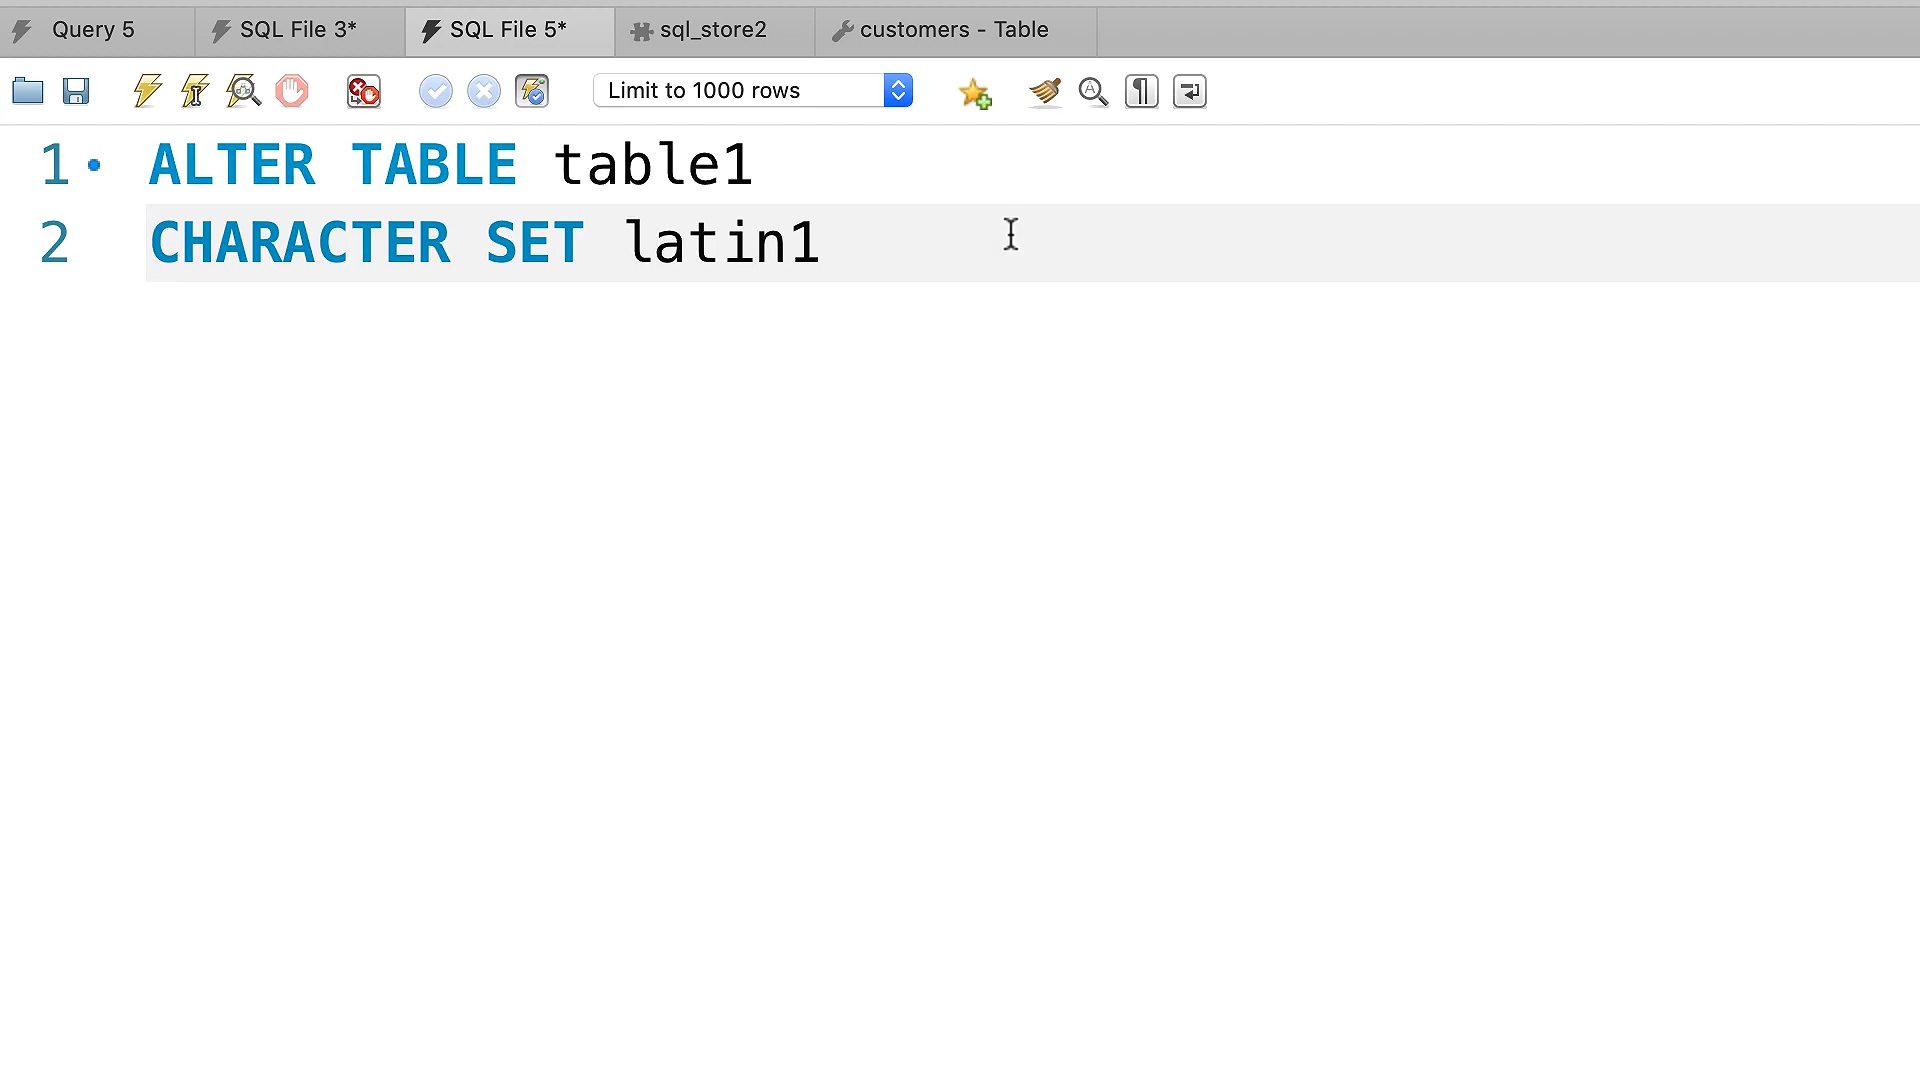 Query 5 SQL File 3* SQL File 5* sql_store2 customers - Table
Limit to 1000 rows
1 ALTER TABLE table1
2 CHARACTER SET latin1